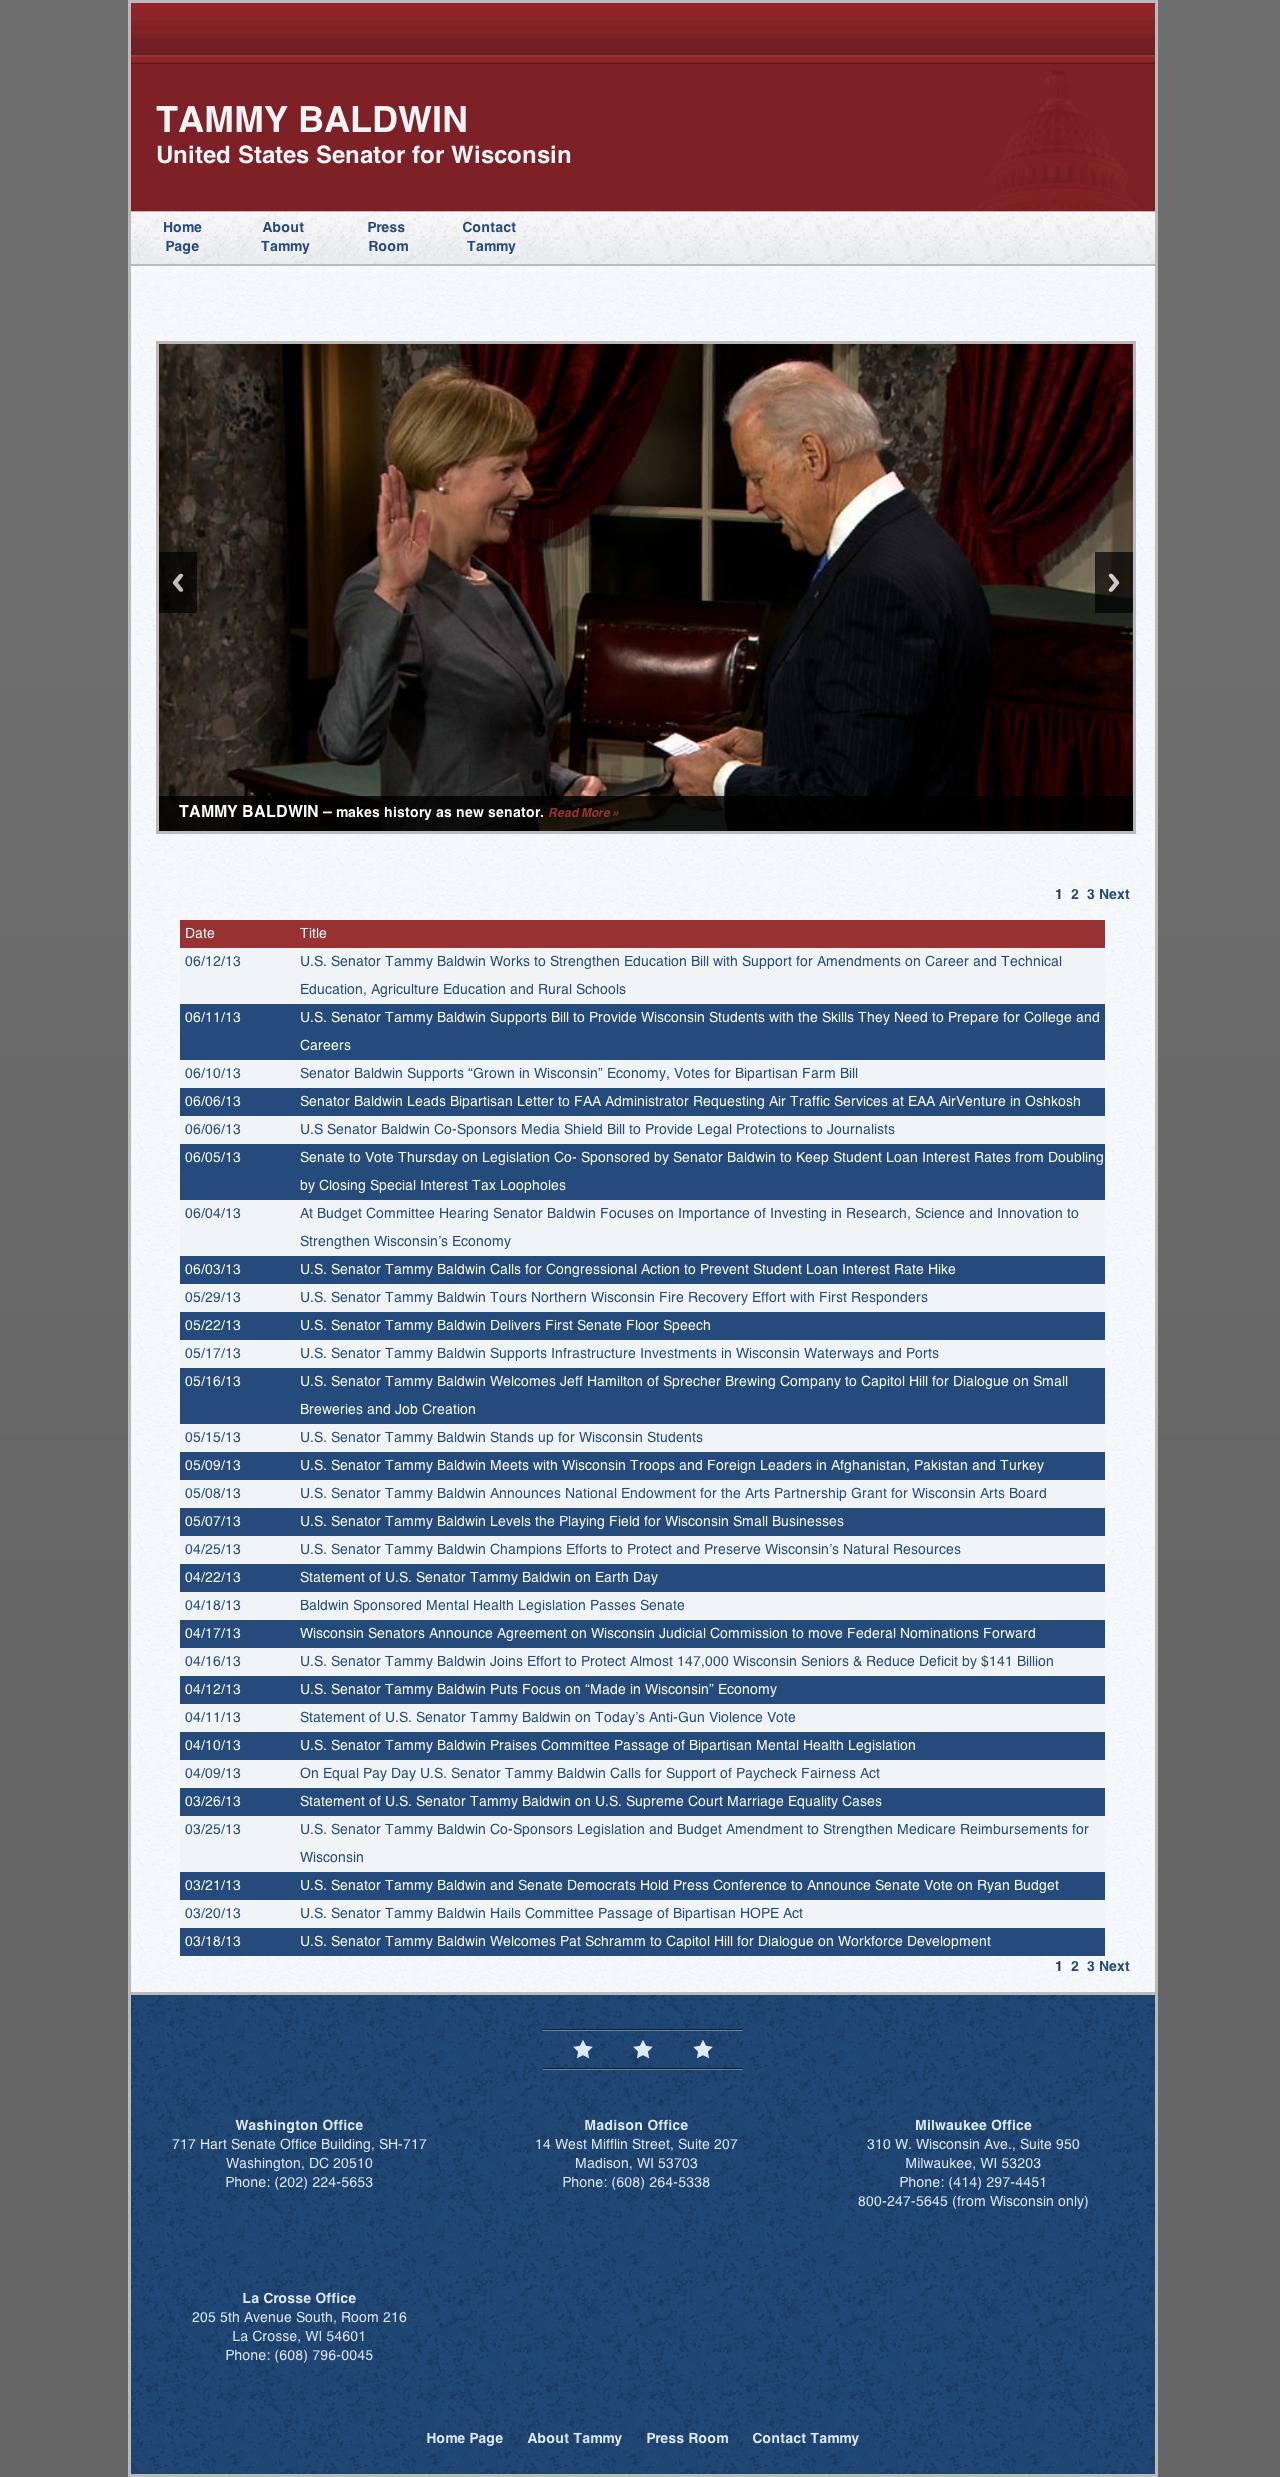 TAMMY BALDWIN
United States Senator for Wisconsin
Home Page
About Tammy
Press Room
Contact Tammy
TAMMY BALDWIN – makes history as new senator. Read More »
1 2 3 Next
Date Title
06/12/13 U.S. Senator Tammy Baldwin Works to Strengthen Education Bill with Support for Amendments on Career and Technical
Education, Agriculture Education and Rural Schools
06/11/13 U.S. Senator Tammy Baldwin Supports Bill to Provide Wisconsin Students with the Skills They Need to Prepare for College and
Careers
06/10/13 Senator Baldwin Supports “Grown in Wisconsin” Economy, Votes for Bipartisan Farm Bill
06/06/13 Senator Baldwin Leads Bipartisan Letter to FAA Administrator Requesting Air Traffic Services at EAA AirVenture in Oshkosh
06/06/13 U.S Senator Baldwin Co-Sponsors Media Shield Bill to Provide Legal Protections to Journalists
06/05/13 Senate to Vote Thursday on Legislation Co- Sponsored by Senator Baldwin to Keep Student Loan Interest Rates from Doubling
by Closing Special Interest Tax Loopholes
06/04/13 At Budget Committee Hearing Senator Baldwin Focuses on Importance of Investing in Research, Science and Innovation to
Strengthen Wisconsin’s Economy
06/03/13 U.S. Senator Tammy Baldwin Calls for Congressional Action to Prevent Student Loan Interest Rate Hike
05/29/13 U.S. Senator Tammy Baldwin Tours Northern Wisconsin Fire Recovery Effort with First Responders
05/22/13 U.S. Senator Tammy Baldwin Delivers First Senate Floor Speech
05/17/13 U.S. Senator Tammy Baldwin Supports Infrastructure Investments in Wisconsin Waterways and Ports
05/16/13 U.S. Senator Tammy Baldwin Welcomes Jeff Hamilton of Sprecher Brewing Company to Capitol Hill for Dialogue on Small
Breweries and Job Creation
05/15/13 U.S. Senator Tammy Baldwin Stands up for Wisconsin Students
05/09/13 U.S. Senator Tammy Baldwin Meets with Wisconsin Troops and Foreign Leaders in Afghanistan, Pakistan and Turkey
05/08/13 U.S. Senator Tammy Baldwin Announces National Endowment for the Arts Partnership Grant for Wisconsin Arts Board
05/07/13 U.S. Senator Tammy Baldwin Levels the Playing Field for Wisconsin Small Businesses
04/25/13 U.S. Senator Tammy Baldwin Champions Efforts to Protect and Preserve Wisconsin’s Natural Resources
04/22/13 Statement of U.S. Senator Tammy Baldwin on Earth Day
04/18/13 Baldwin Sponsored Mental Health Legislation Passes Senate
04/17/13 Wisconsin Senators Announce Agreement on Wisconsin Judicial Commission to move Federal Nominations Forward
04/16/13 U.S. Senator Tammy Baldwin Joins Effort to Protect Almost 147,000 Wisconsin Seniors & Reduce Deficit by $141 Billion
04/12/13 U.S. Senator Tammy Baldwin Puts Focus on “Made in Wisconsin” Economy
04/11/13 Statement of U.S. Senator Tammy Baldwin on Today’s Anti-Gun Violence Vote
04/10/13 U.S. Senator Tammy Baldwin Praises Committee Passage of Bipartisan Mental Health Legislation
04/09/13 On Equal Pay Day U.S. Senator Tammy Baldwin Calls for Support of Paycheck Fairness Act
03/26/13 Statement of U.S. Senator Tammy Baldwin on U.S. Supreme Court Marriage Equality Cases
03/25/13 U.S. Senator Tammy Baldwin Co-Sponsors Legislation and Budget Amendment to Strengthen Medicare Reimbursements for
Wisconsin
03/21/13 U.S. Senator Tammy Baldwin and Senate Democrats Hold Press Conference to Announce Senate Vote on Ryan Budget
03/20/13 U.S. Senator Tammy Baldwin Hails Committee Passage of Bipartisan HOPE Act
03/18/13 U.S. Senator Tammy Baldwin Welcomes Pat Schramm to Capitol Hill for Dialogue on Workforce Development
1 2 3 Next
Washington Office
717 Hart Senate Office Building, SH-717
Washington, DC 20510
Phone: (202) 224-5653
Madison Office
14 West Mifflin Street, Suite 207
Madison, WI 53703
Phone: (608) 264-5338
Milwaukee Office
310 W. Wisconsin Ave., Suite 950
Milwaukee, WI 53203
Phone: (414) 297-4451
800-247-5645 (from Wisconsin only)
La Crosse Office
205 5th Avenue South, Room 216
La Crosse, WI 54601
Phone: (608) 796-0045
Home Page About Tammy Press Room Contact Tammy